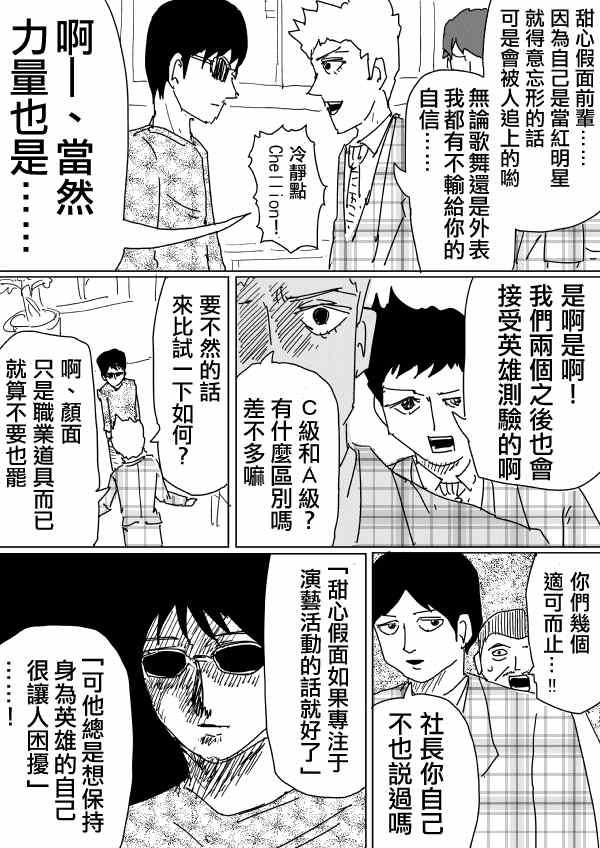 甜心假面前輩……
因為自己是當紅明星
就得意忘形的話
可是會被人追上的喲
無論歌舞還是外表
我都有不輸給你的
自信……
冷靜點
Chellion！
啊—、當然
力量也是……
是啊是啊！
我們兩個之後也會
接受英雄測驗的啊
C級和A級？
有什麼區別嗎
差不多嘛
要不然的話
來比試一下如何？
啊、顏面
只是職業道具而已
就算不要也罷
你們幾個
適可而止…!!
社長你自己
不也説過嗎
「甜心假面如果專注于
演藝活動的話就好了」
「可他總是想保持
身為英雄的自己
很讓人困擾」
……！